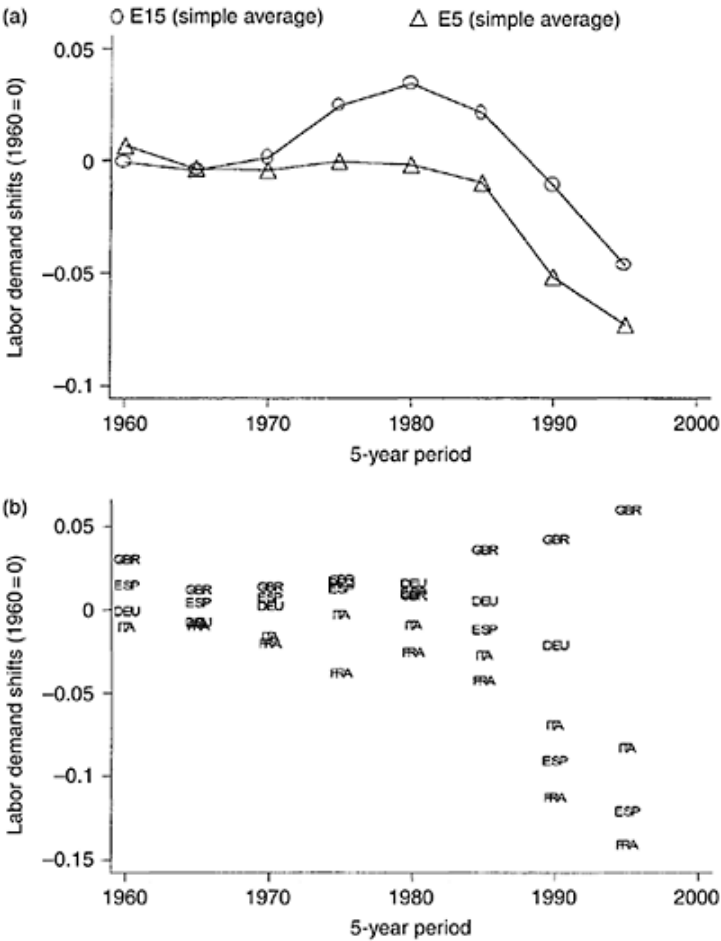 (a) E15 (simple average) E5 (simple average)
0.05
0
−0.05
−0.1
Labor demand shifts (1960=0)
1960 1970 1980 1990 2000
5-year period
(b)
0.05
0
−0.05
−0.1
−0.15
Labor demand shifts (1960=0)
GBR
ESP
DEU
ITA
GBR
ESP
GBR
ESP
DEU
FRA
GBR
ESP
ITA
FRA
DEU
ITA
FRA
GBR
DEU
ESP
ITA
FRA
GBR
DEU
ITA
ESP
FRA
GBR
ITA
ESP
FRA
1960 1970 1980 1990 2000
5-year period